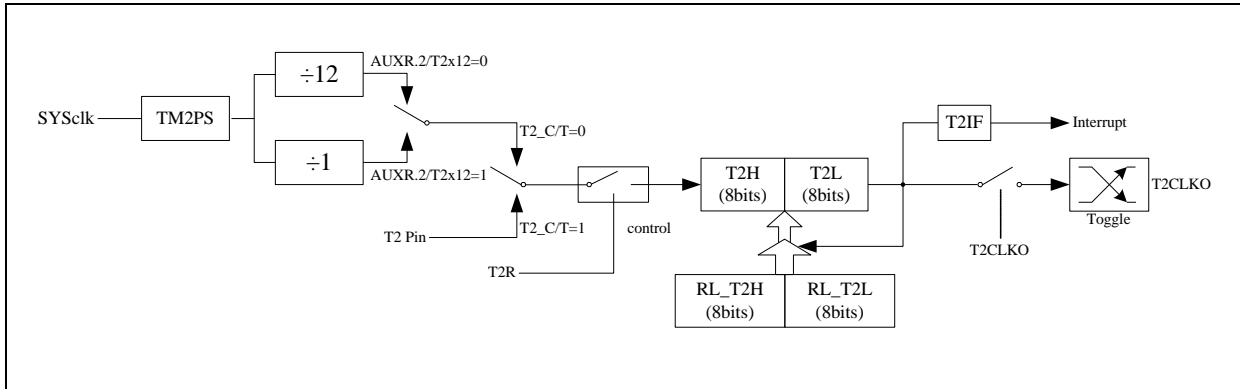 ÷12
AUXR.2/T2x12=0
SYSclk
TM2PS
÷1
AUXR.2/T2x12=1
T2_C/T=0
T2_C/T=1
T2 Pin
T2R
control
T2H
(8bits)
T2L
(8bits)
T2IF
Interrupt
T2CLKO
Toggle
T2CLKO
RL_T2H
(8bits)
RL_T2L
(8bits)